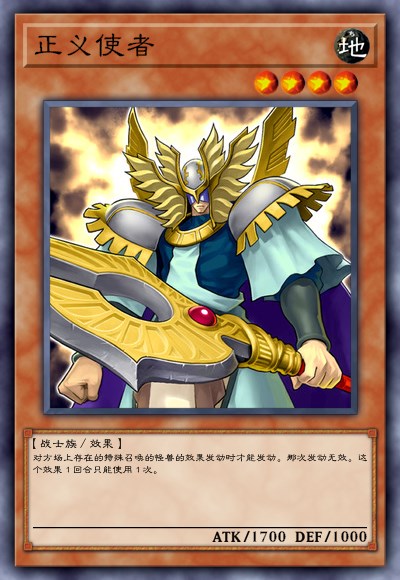 正义使者
地
【战士族／效果】
对方场上存在的特殊召唤的怪兽的效果发动时才能发动。那次发动无效。这
个效果１回合只能使用１次。
ATK/1700 DEF/1000